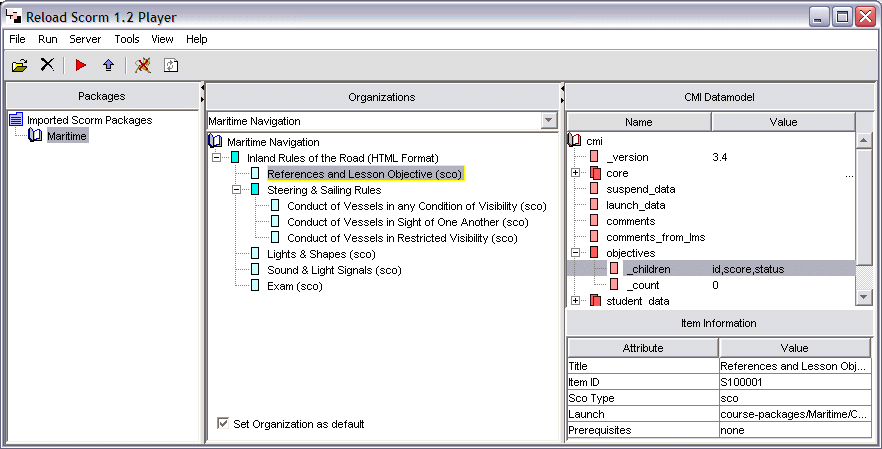 Reload Scorm 1.2 Player
File Run Server Tools View Help
Packages
Imported Scorm Packages
Maritime
Organizations
Maritime Navigation
Maritime Navigation
Inland Rules of the Road (HTML Format)
References and Lesson Objective (sco)
Steering & Sailing Rules
Conduct of Vessels in any Condition of Visibility (sco)
Conduct of Vessels in Sight of One Another (sco)
Conduct of Vessels in Restricted Visibility (sco)
Lights & Shapes (sco)
Sound & Light Signals (sco)
Exam (sco)
Set Organization as default
CMI Datamodel
Name Value
cmi
_version 3.4
core ...
suspend_data
launch_data
comments
comments_from_lms
objectives
_children id,score,status
_count 0
student_data
Item Information
Attribute Value
Title References and Lesson Obj...
Item ID S100001
Sco Type sco
Launch course-packages/Maritime/C...
Prerequisites none